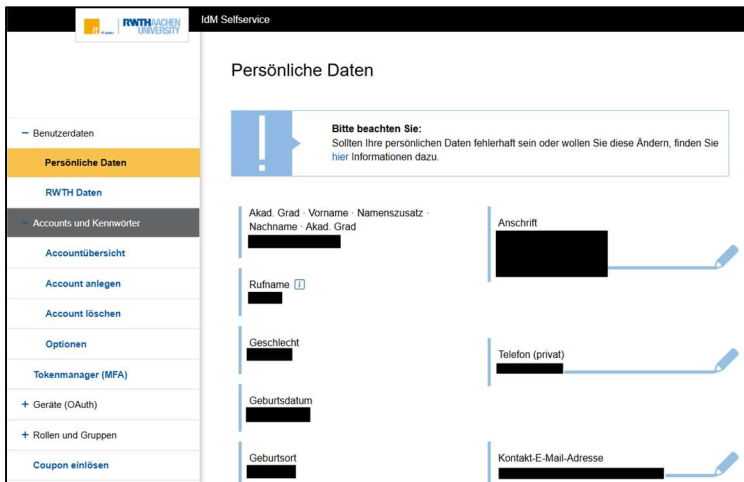 RWTHAACHEN
UNIVERSITY
IdM Selfservice
Persönliche Daten
Bitte beachten Sie:
Sollten Ihre persönlichen Daten fehlerhaft sein oder wollen Sie diese Ändern, finden Sie
hier Informationen dazu.
− Benutzerdaten
Persönliche Daten
RWTH Daten
− Accounts und Kennwörter
Accountübersicht
Account anlegen
Account löschen
Optionen
Tokenmanager (MFA)
+ Geräte (OAuth)
+ Rollen und Gruppen
Coupon einlösen
Akad. Grad · Vorname · Namenszusatz ·
Nachname · Akad. Grad
Rufname i
Geschlecht
Geburtsdatum
Geburtsort
Anschrift
Telefon (privat)
Kontakt-E-Mail-Adresse